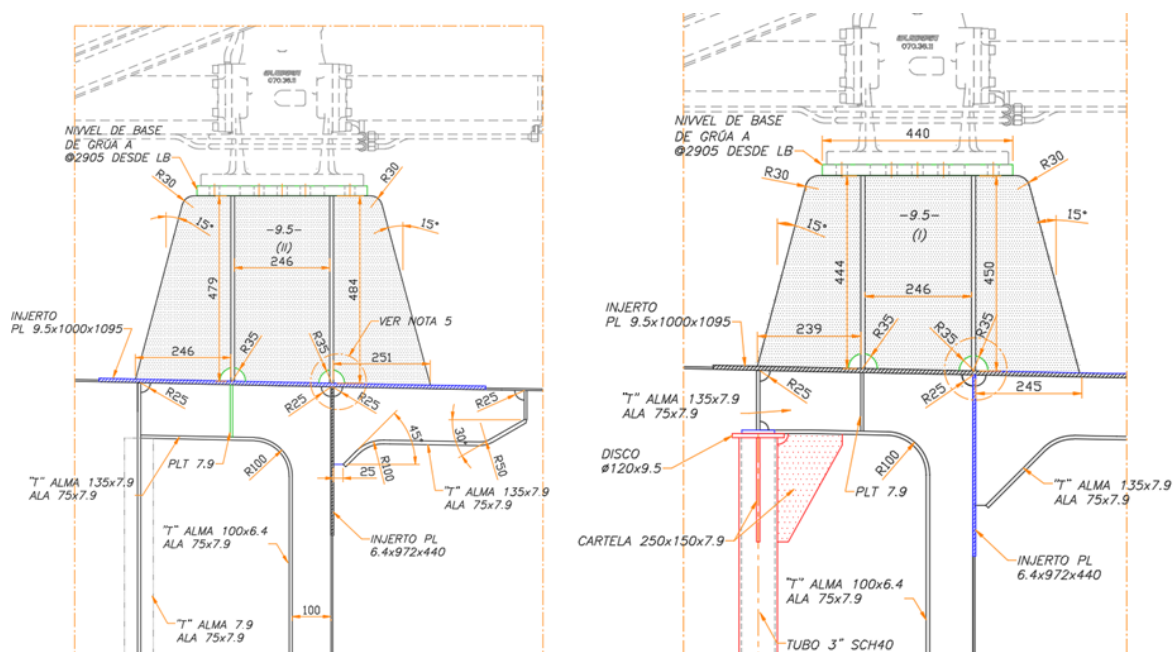 070.36.11
NIVVEL DE BASE
DE GRÚA A
@2905 DESDE LB
R30
R30
15°
15°
-9.5-
(II)
246
479
484
INJERTO
PL 9.5x1000x1095
VER NOTA 5
246
R35
R35
251
R25
R25
R25
R25
PLT 7.9
R100
45°
30°
R50
R100
25
"T" ALMA 135x7.9
ALA 75x7.9
"T" ALMA 135x7.9
ALA 75x7.9
"T" ALMA 100x6.4
ALA 75x7.9
INJERTO PL
6.4x972x440
100
"T" ALMA 7.9
ALA 75x7.9
070.36.11
NIVVEL DE BASE
DE GRÚA A
@2905 DESDE LB
440
R30
R30
15°
15°
-9.5-
(I)
444
450
246
INJERTO
PL 9.5x1000x1095
239
R35
R35
R35
R25
R25
245
"T" ALMA 135x7.9
ALA 75x7.9
DISCO
ø120x9.5
R100
PLT 7.9
"T" ALMA 135x7.9
ALA 75x7.9
CARTELA 250x150x7.9
INJERTO PL
6.4x972x440
"T" ALMA 100x6.4
ALA 75x7.9
TUBO 3" SCH40